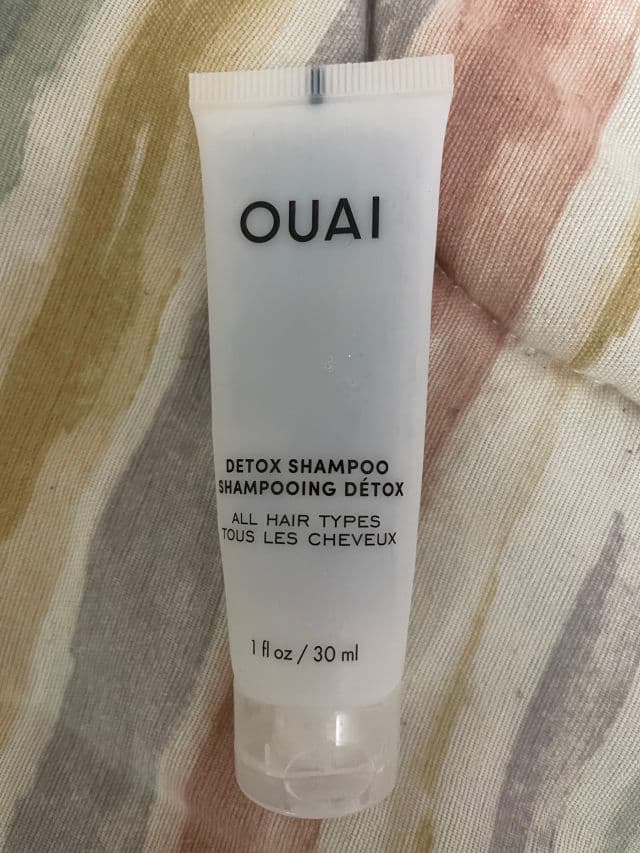 OUAI
DETOX SHAMPOO
SHAMPOOING DÉTOX
ALL HAIR TYPES
TOUS LES CHEVEUX
1 fl oz / 30 ml